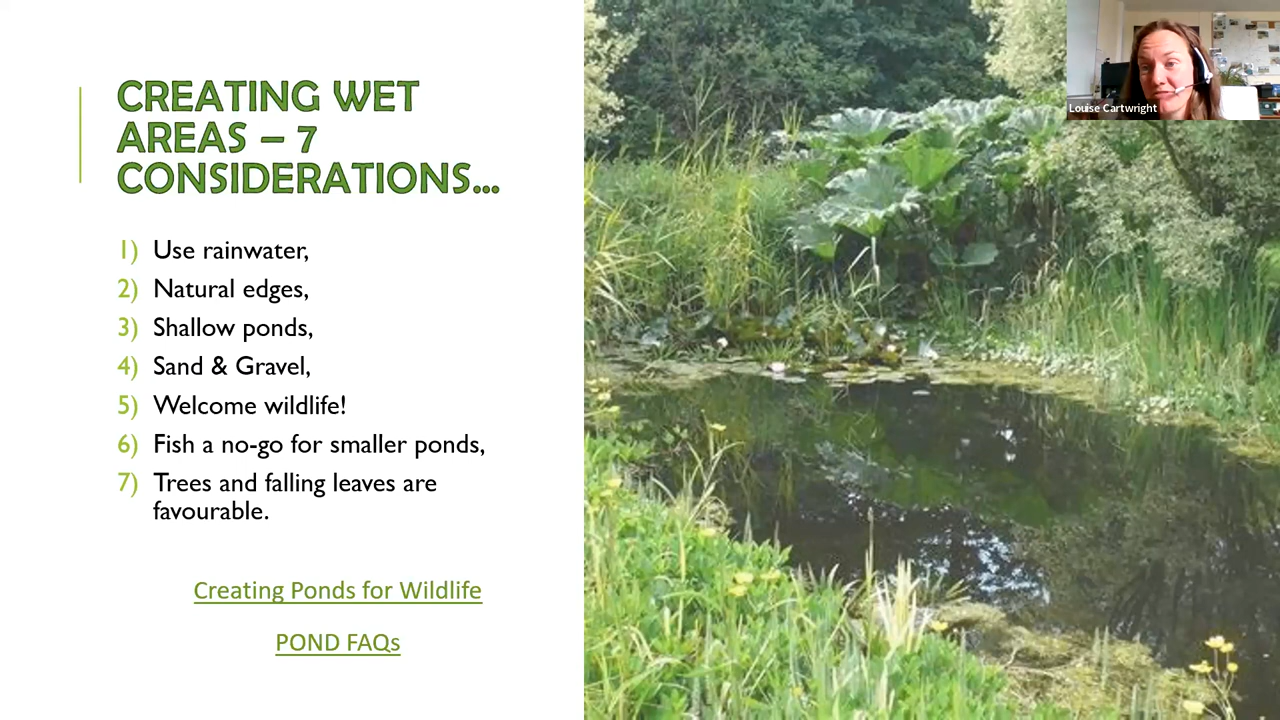 CREATING WET
AREAS – 7
CONSIDERATIONS...
1) Use rainwater,
2) Natural edges,
3) Shallow ponds,
4) Sand & Gravel,
5) Welcome wildlife!
6) Fish a no-go for smaller ponds,
7) Trees and falling leaves are
favourable.
Creating Ponds for Wildlife
POND FAQs
Louise Cartwright